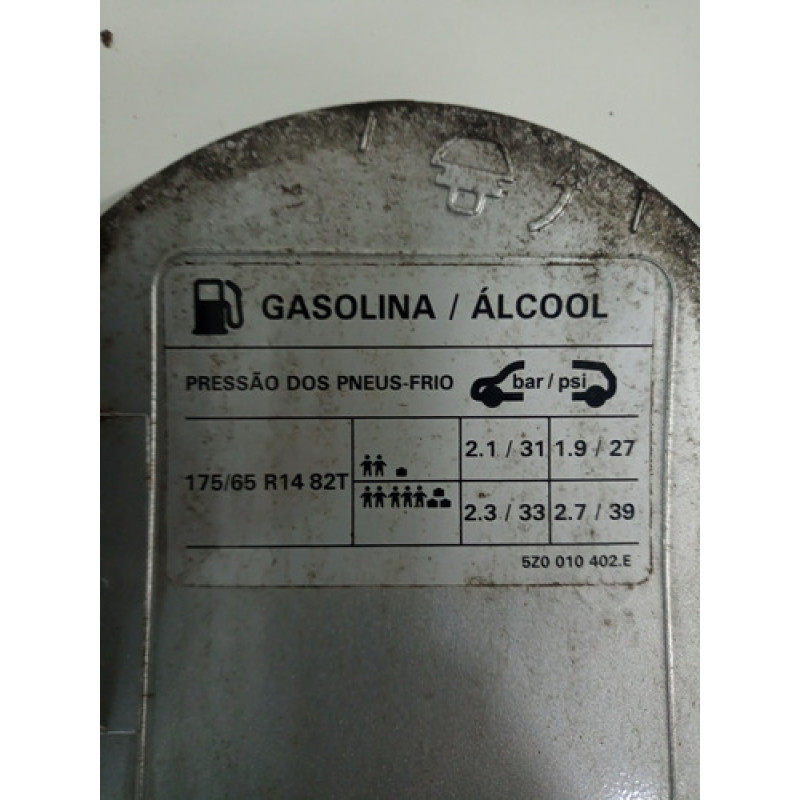 GASOLINA / ÁLCOOL
PRESSÃO DOS PNEUS-FRIO bar / psi
175/65 R14 82T
2.1 / 31 1.9 / 27
2.3 / 33 2.7 / 39
5Z0 010 402.E